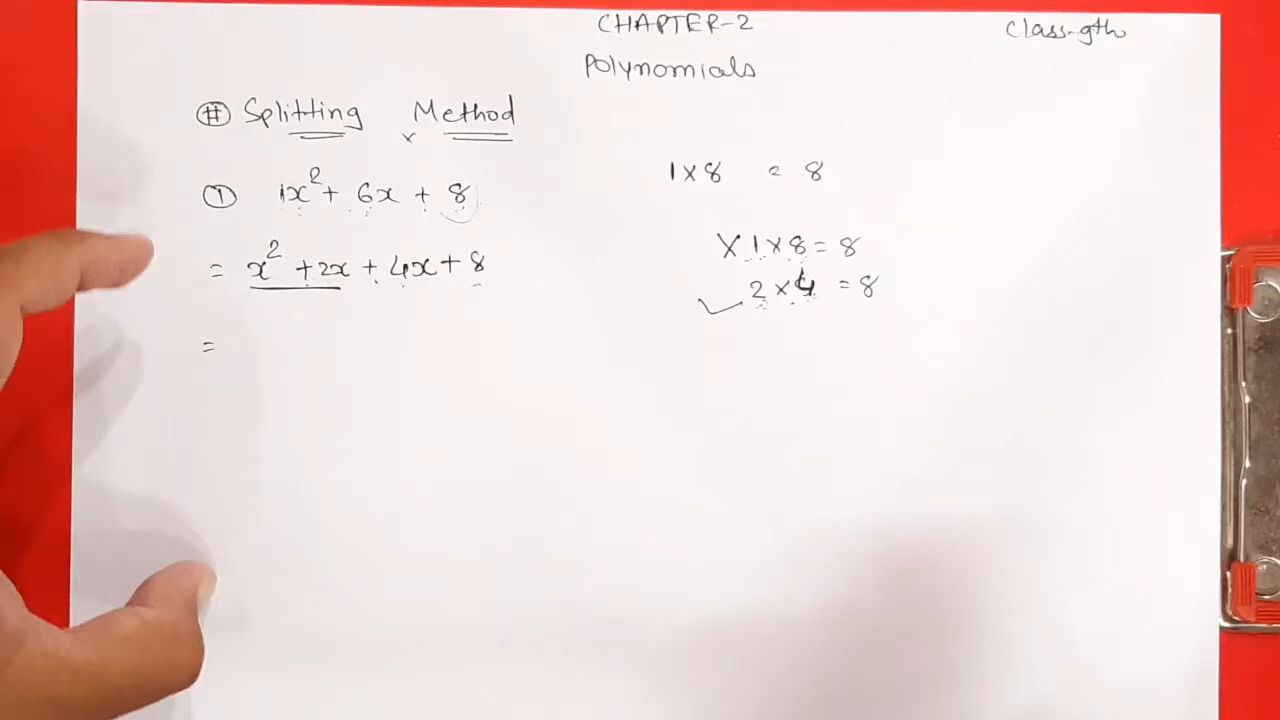 CHAPTER-2
Class-9th
Polynomials
# Splitting Method
×
① 1x² + 6x + 8
1×8 = 8
= x² + 2x + 4x + 8
X 1×8 = 8
✓ 2×4 = 8
=